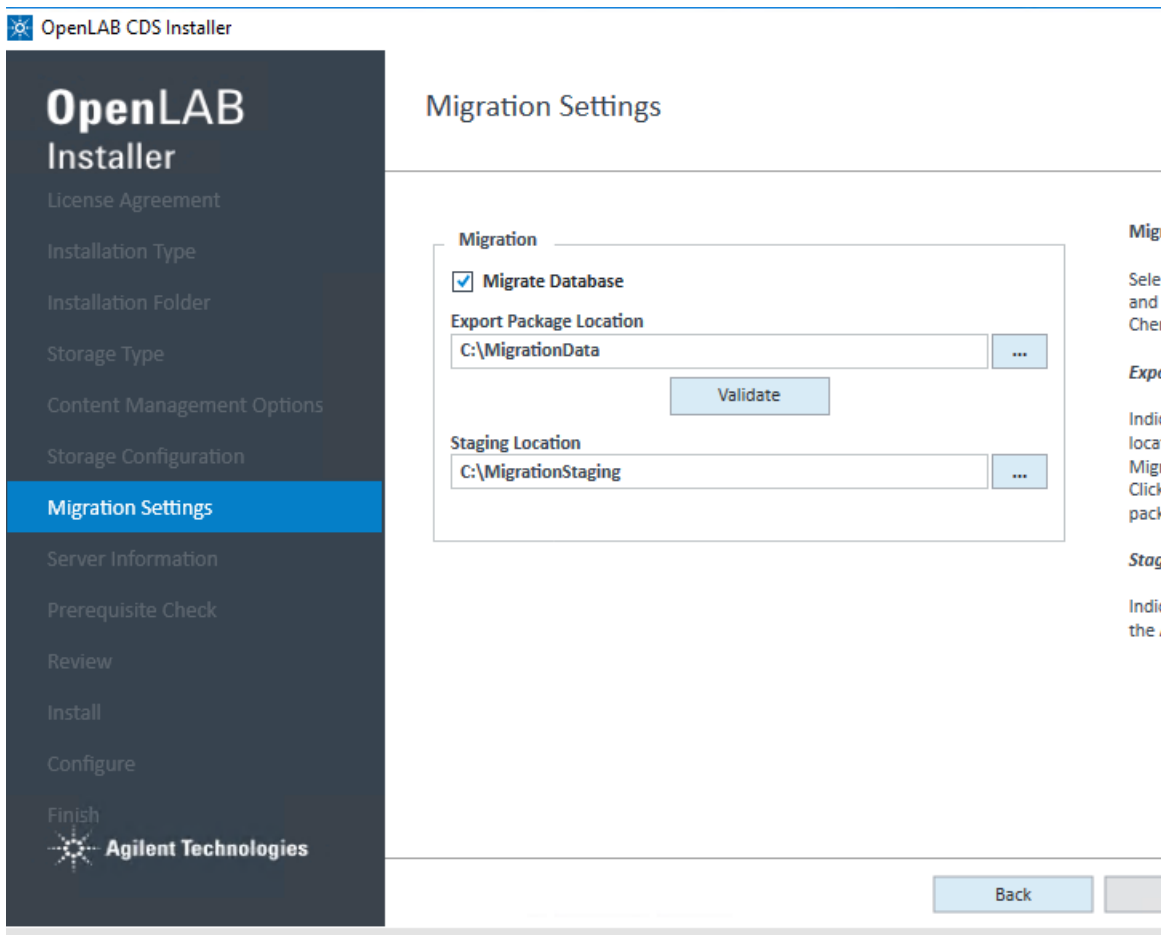 OpenLAB CDS Installer
OpenLAB
Installer
License Agreement
Installation Type
Installation Folder
Storage Type
Content Management Options
Storage Configuration
Migration Settings
Server Information
Prerequisite Check
Review
Install
Configure
Finish
Agilent Technologies
Migration Settings
Migration
Migrate Database
Export Package Location
C:\MigrationData
...
Validate
Staging Location
C:\MigrationStaging
...
and
the
Back